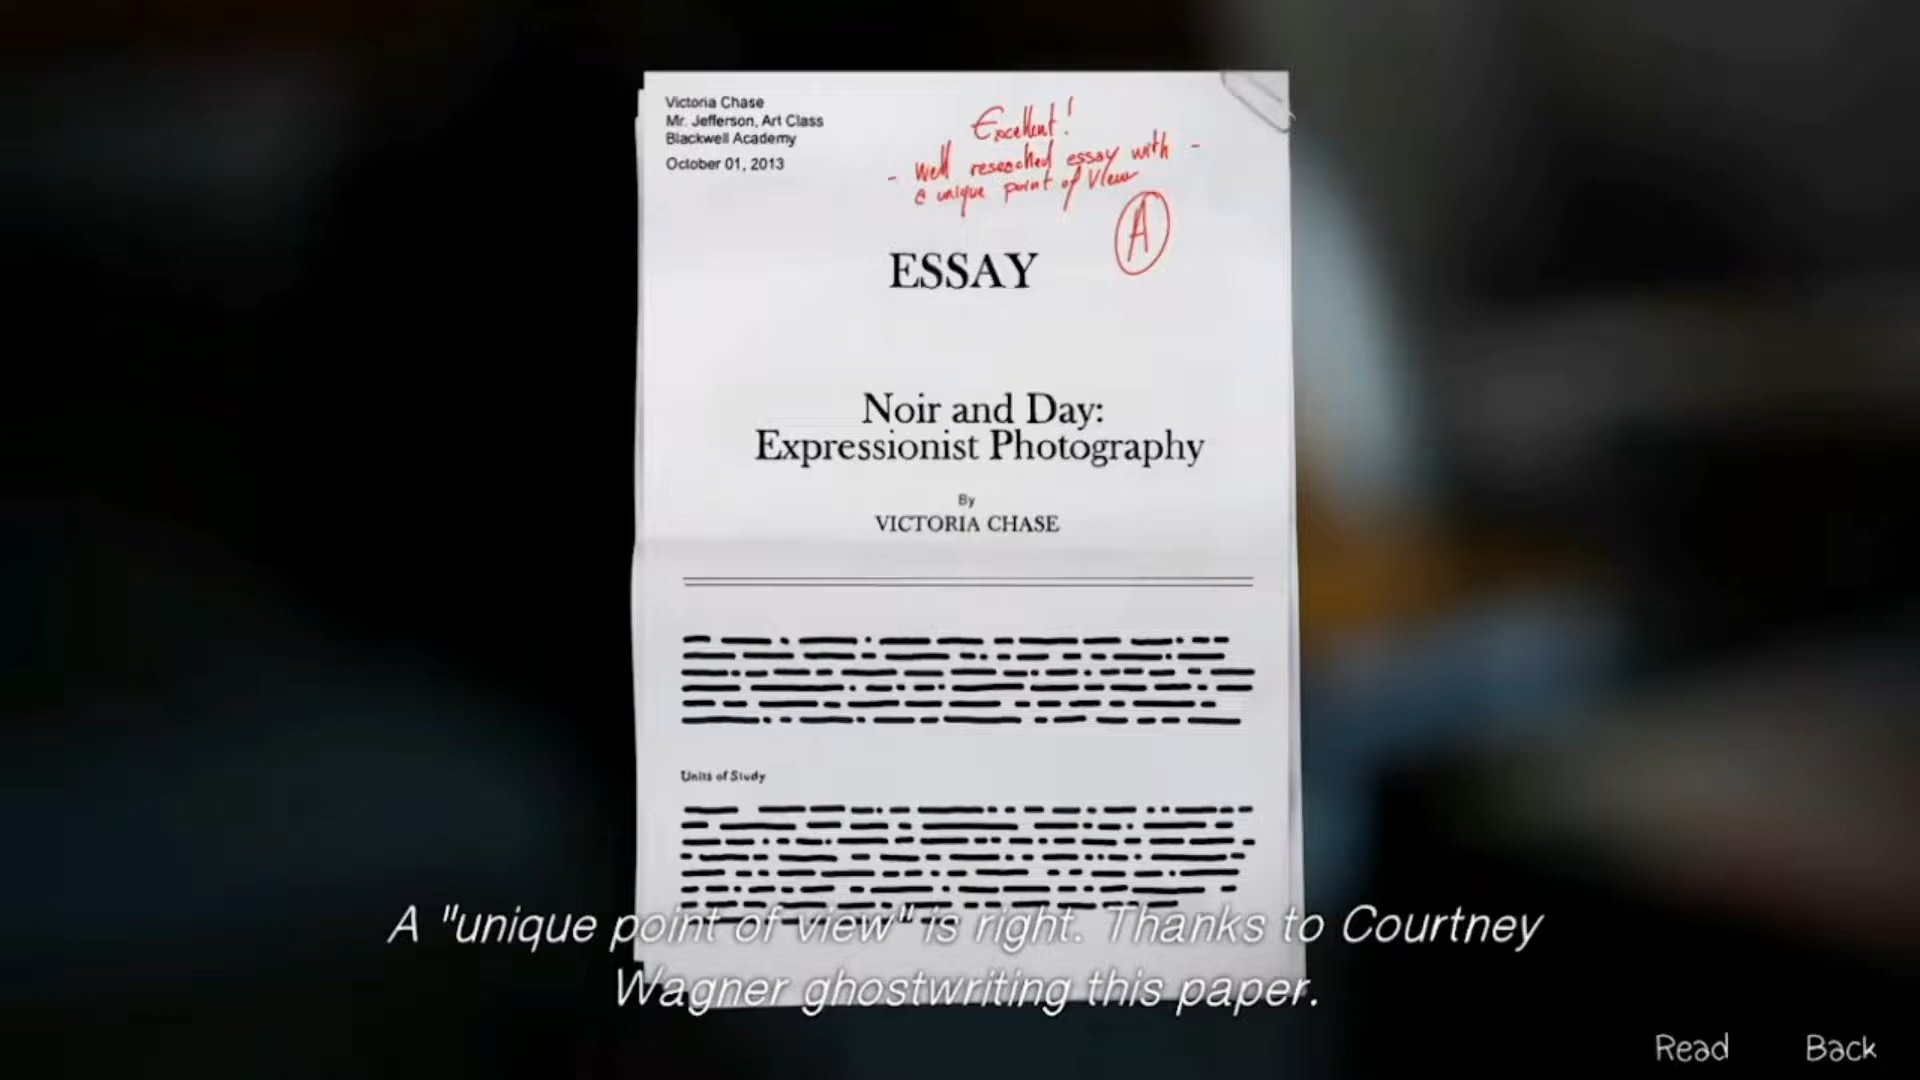 Victoria Chase
Mr. Jefferson, Art Class
Blackwell Academy
October 01, 2013
Excellent!
- well researched essay with -
a unique point of view
A
ESSAY
Noir and Day:
Expressionist Photography
By
VICTORIA CHASE
Units of Study
A "unique point of view" is right. Thanks to Courtney
Wagner ghostwriting this paper.
Read
Back